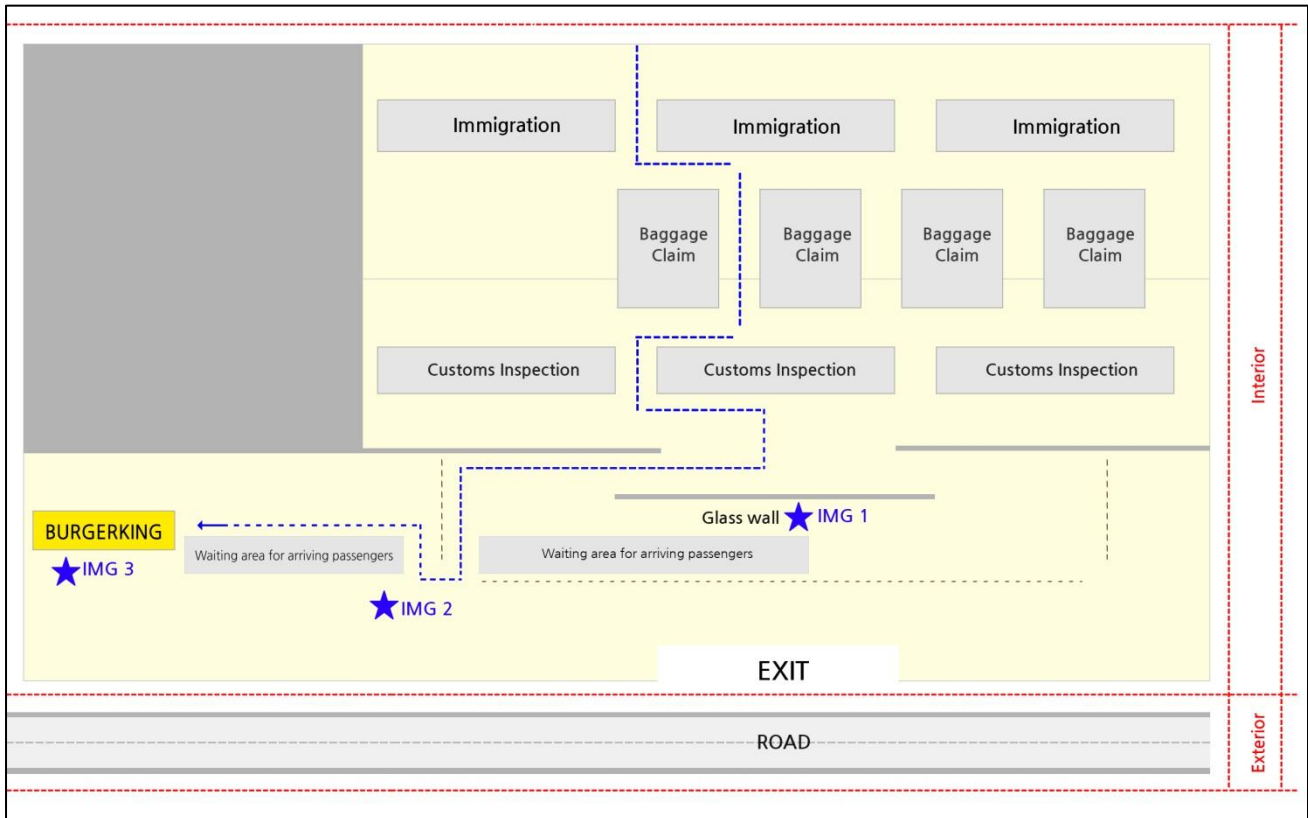 Immigration
Immigration
Immigration
Baggage
Claim
Baggage
Claim
Baggage
Claim
Baggage
Claim
Customs Inspection
Customs Inspection
Customs Inspection
Interior
Glass wall
IMG 1
BURGERKING
Waiting area for arriving passengers
Waiting area for arriving passengers
IMG 3
IMG 2
EXIT
ROAD
Exterior